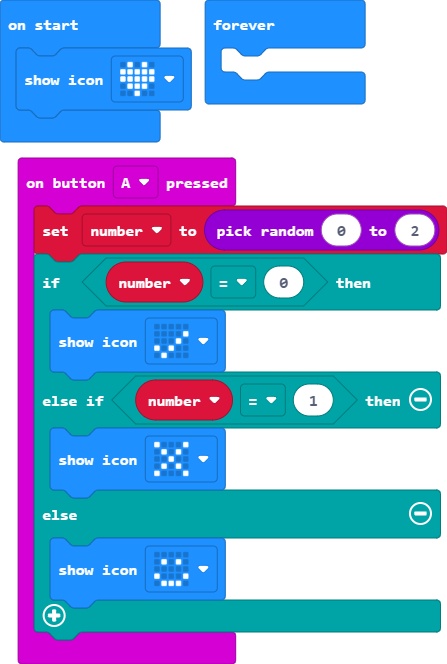 on start
forever
show icon
on button A pressed
set number to pick random 0 to 2
if number = 0 then
show icon
else if number = 1 then
show icon
else
show icon